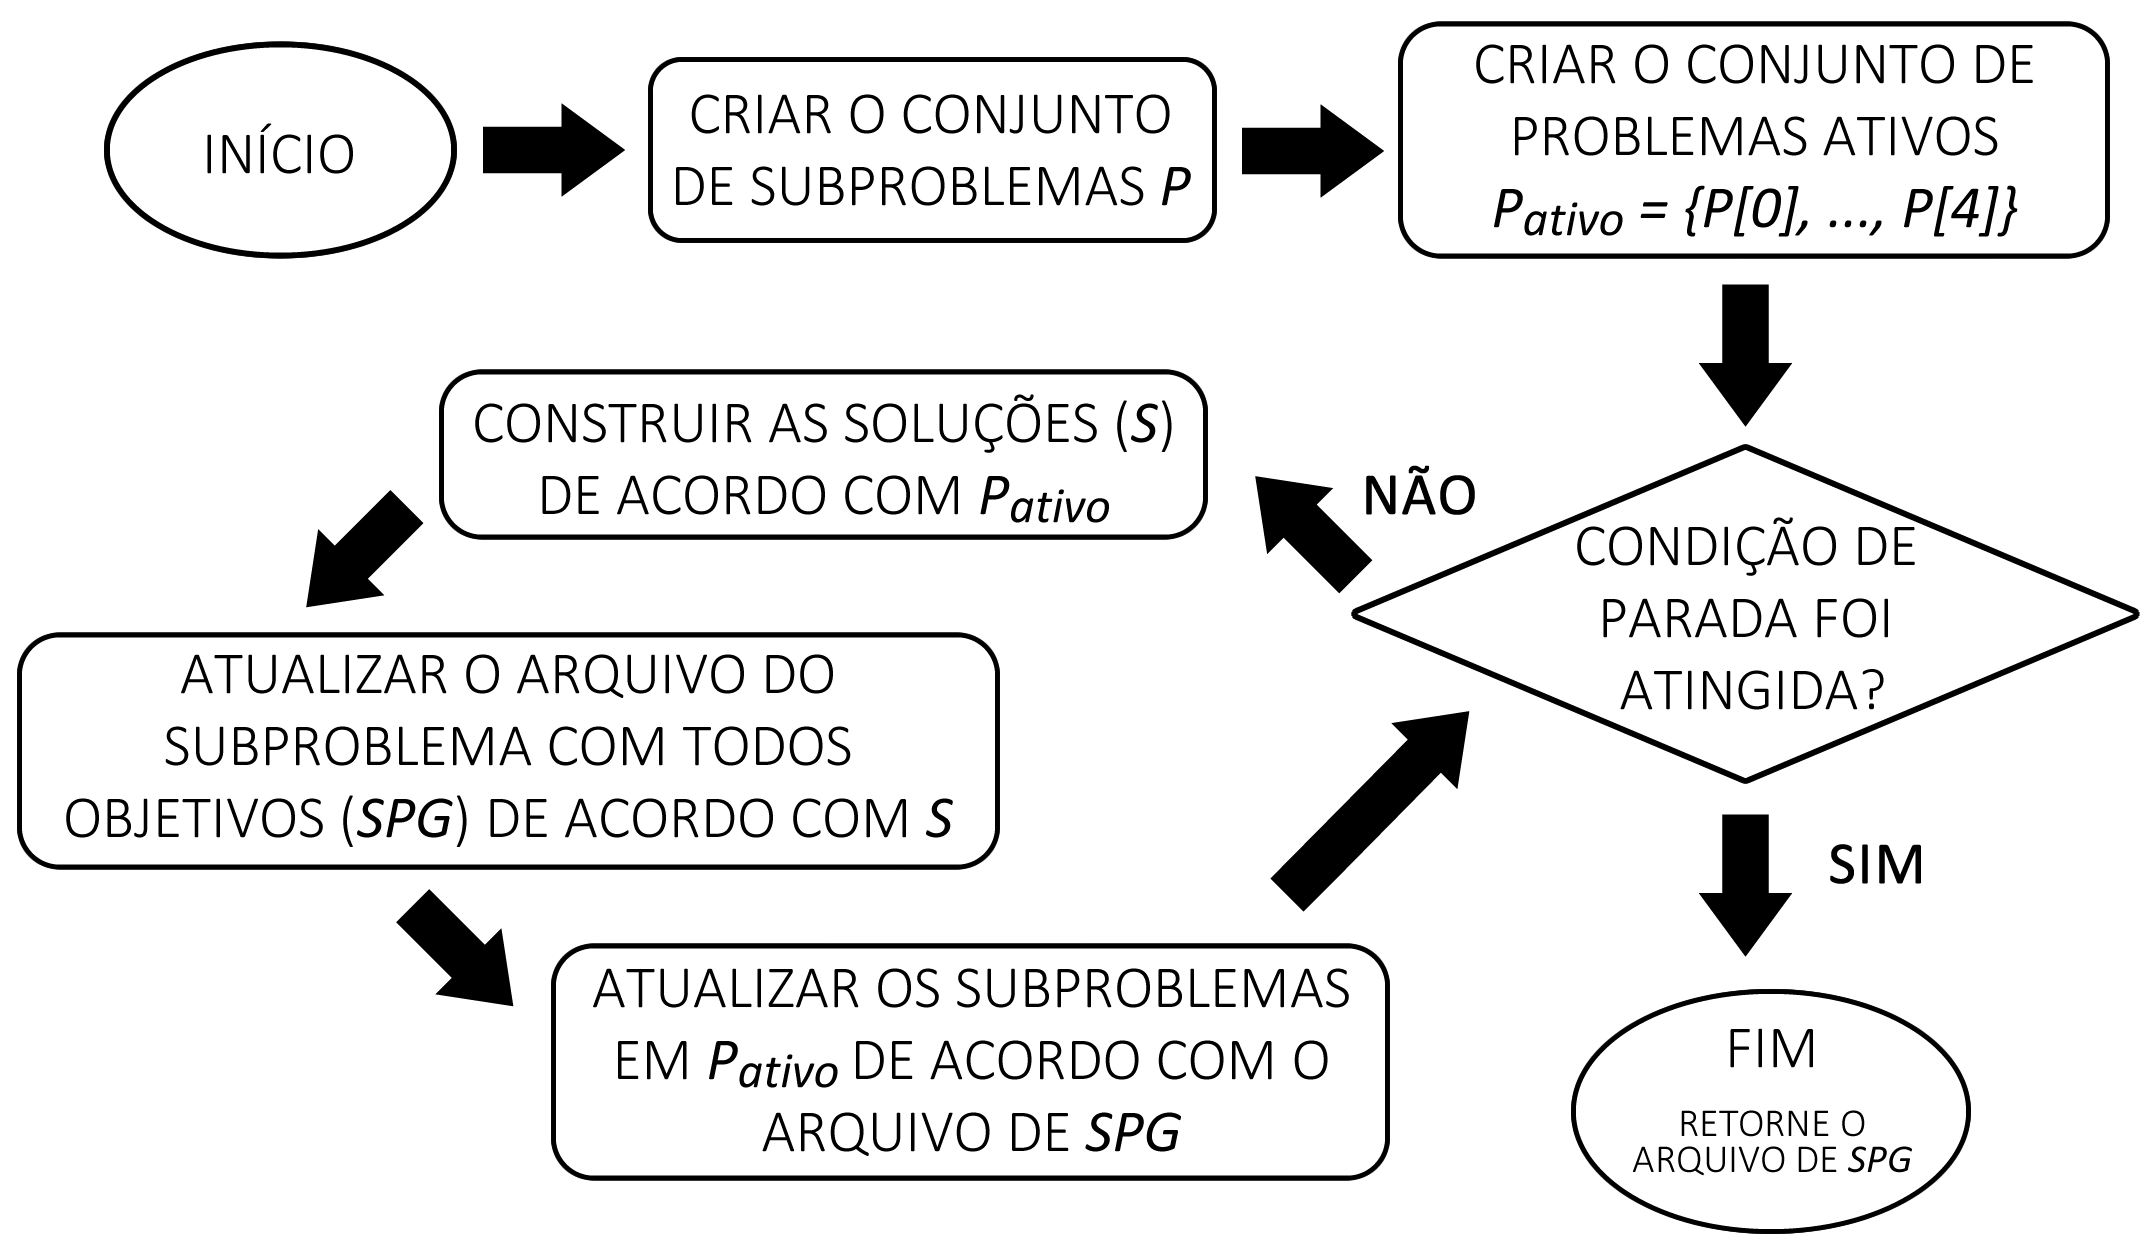 INÍCIO
CRIAR O CONJUNTO
DE SUBPROBLEMAS P
CRIAR O CONJUNTO DE
PROBLEMAS ATIVOS
Pativo = {P[0], ..., P[4]}
CONDIÇÃO DE
PARADA FOI
ATINGIDA?
NÃO
CONSTRUIR AS SOLUÇÕES (S)
DE ACORDO COM Pativo
ATUALIZAR O ARQUIVO DO
SUBPROBLEMA COM TODOS
OBJETIVOS (SPG) DE ACORDO COM S
ATUALIZAR OS SUBPROBLEMAS
EM Pativo DE ACORDO COM O
ARQUIVO DE SPG
SIM
FIM
RETORNE O
ARQUIVO DE SPG